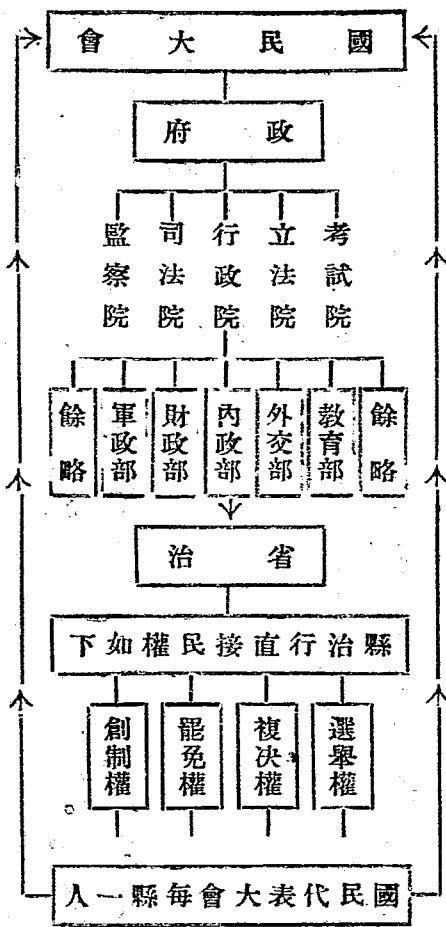 國民大會
政府
考試院
立法院
行政院
司法院
監察院
餘略
教育部
外交部
內政部
財政部
軍政部
餘略
省治
縣治行直接民權如下
選舉權
複决權
罷免權
創制權
國民代表大會每縣一人